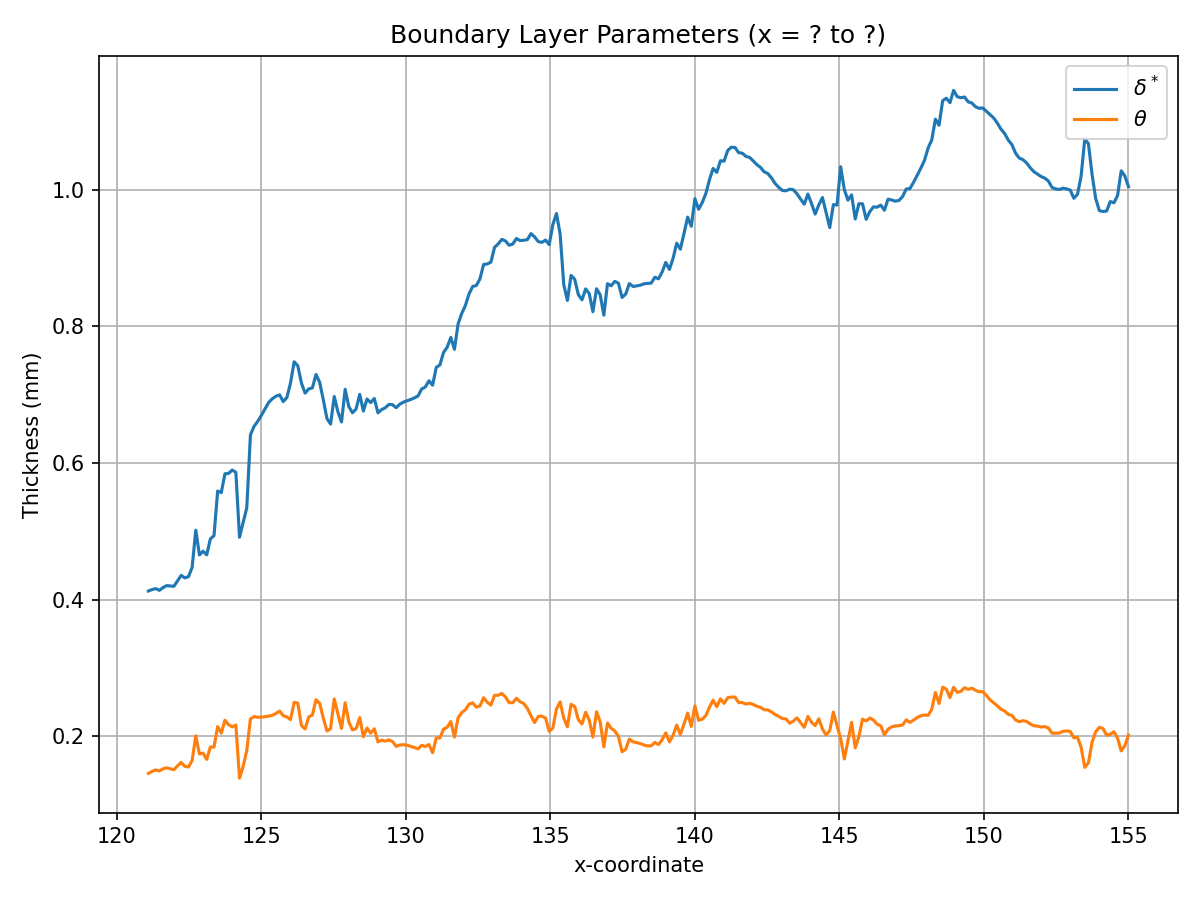 Boundary Layer Parameters (x = ? to ?)
δ*
θ
Thickness (mm)
1.0
0.8
0.6
0.4
0.2
120 125 130 135 140 145 150 155
x-coordinate